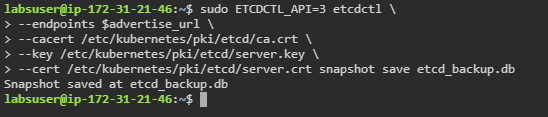 labsuser@ip-172-31-21-46:~$ sudo ETCDCTL_API=3 etcdctl \
> --endpoints $advertise_url \
> --cacert /etc/kubernetes/pki/etcd/ca.crt \
> --key /etc/kubernetes/pki/etcd/server.key \
> --cert /etc/kubernetes/pki/etcd/server.crt snapshot save etcd_backup.db
Snapshot saved at etcd_backup.db
labsuser@ip-172-31-21-46:~$